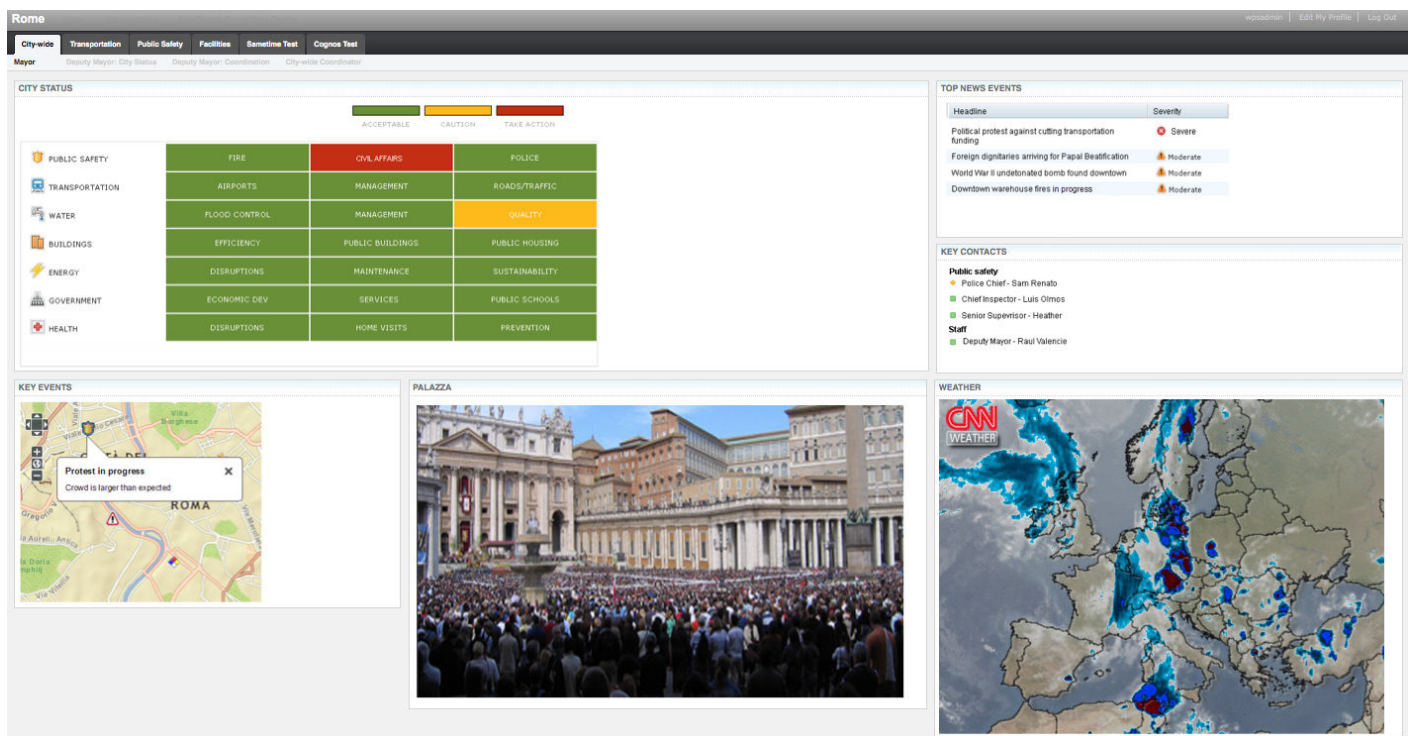 Rome
wpsadmin | Edit My Profile | Log Out
City-wide Transportation Public Safety Facilities Sametime Test Cognos Test
Mayor Deputy Mayor: City Status Deputy Mayor: Coordination City-wide Coordinator
CITY STATUS
ACCEPTABLE CAUTION TAKE ACTION
PUBLIC SAFETY FIRE CIVIL AFFAIRS POLICE
TRANSPORTATION AIRPORTS MANAGEMENT ROADS/TRAFFIC
WATER FLOOD CONTROL MANAGEMENT QUALITY
BUILDINGS EFFICIENCY PUBLIC BUILDINGS PUBLIC HOUSING
ENERGY DISRUPTIONS MAINTENANCE SUSTAINABILITY
GOVERNMENT ECONOMIC DEV SERVICES PUBLIC SCHOOLS
HEALTH DISRUPTIONS HOME VISITS PREVENTION
TOP NEWS EVENTS
Headline Severity
Political protest against cutting transportation
funding
Severe
Foreign dignitaries arriving for Papal Beatification Moderate
World War II undetonated bomb found downtown Moderate
Downtown warehouse fires in progress Moderate
KEY CONTACTS
Public safety
Police Chief - Sam Renato
Chief Inspector - Luis Olmos
Senior Supevrisor - Heather
Staff
Deputy Mayor - Raul Valencie
KEY EVENTS
Villa
Borghese
Protest in progress
Crowd is larger than expected
ROMA
PALAZZA
WEATHER
CNN
WEATHER